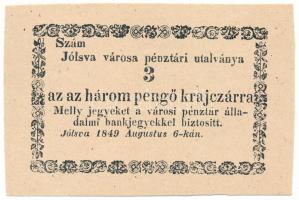 Szám
Jólsva városa pénztári utalványa
3
az az három pengő krajczárra
Melly jegyeket a városi pénztár álla-
dalmi bankjegyekkel biztositt.
Jólsva 1849 Augustus 6-kán.